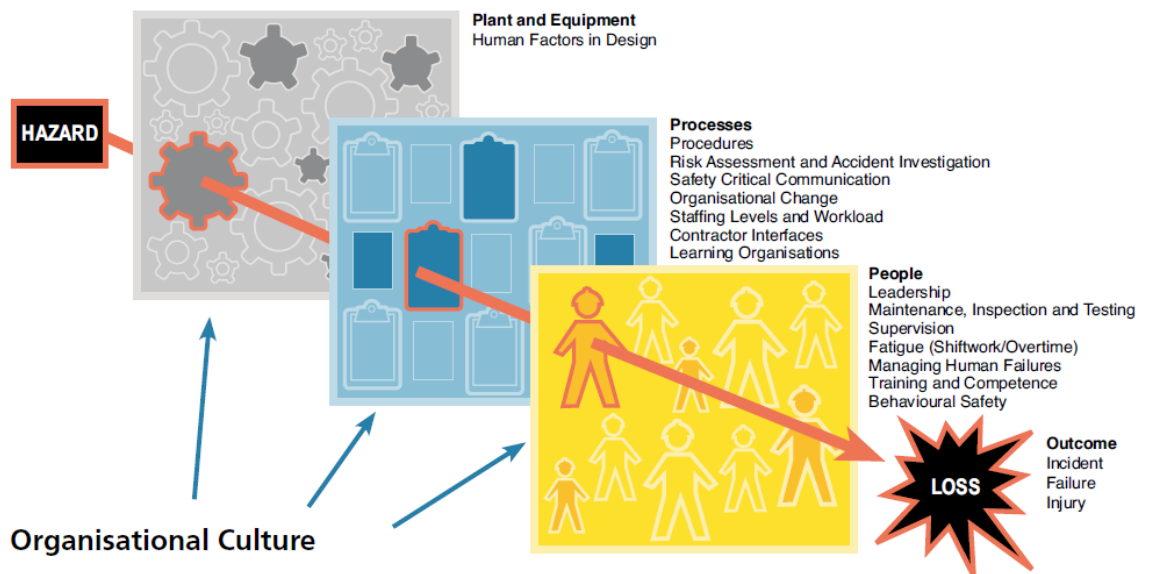 Plant and Equipment
Human Factors in Design
HAZARD
Processes
Procedures
Risk Assessment and Accident Investigation
Safety Critical Communication
Organisational Change
Staffing Levels and Workload
Contractor Interfaces
Learning Organisations
People
Leadership
Maintenance, Inspection and Testing
Supervision
Fatigue (Shiftwork/Overtime)
Managing Human Failures
Training and Competence
Behavioural Safety
Outcome
Incident
Failure
Injury
LOSS
Organisational Culture